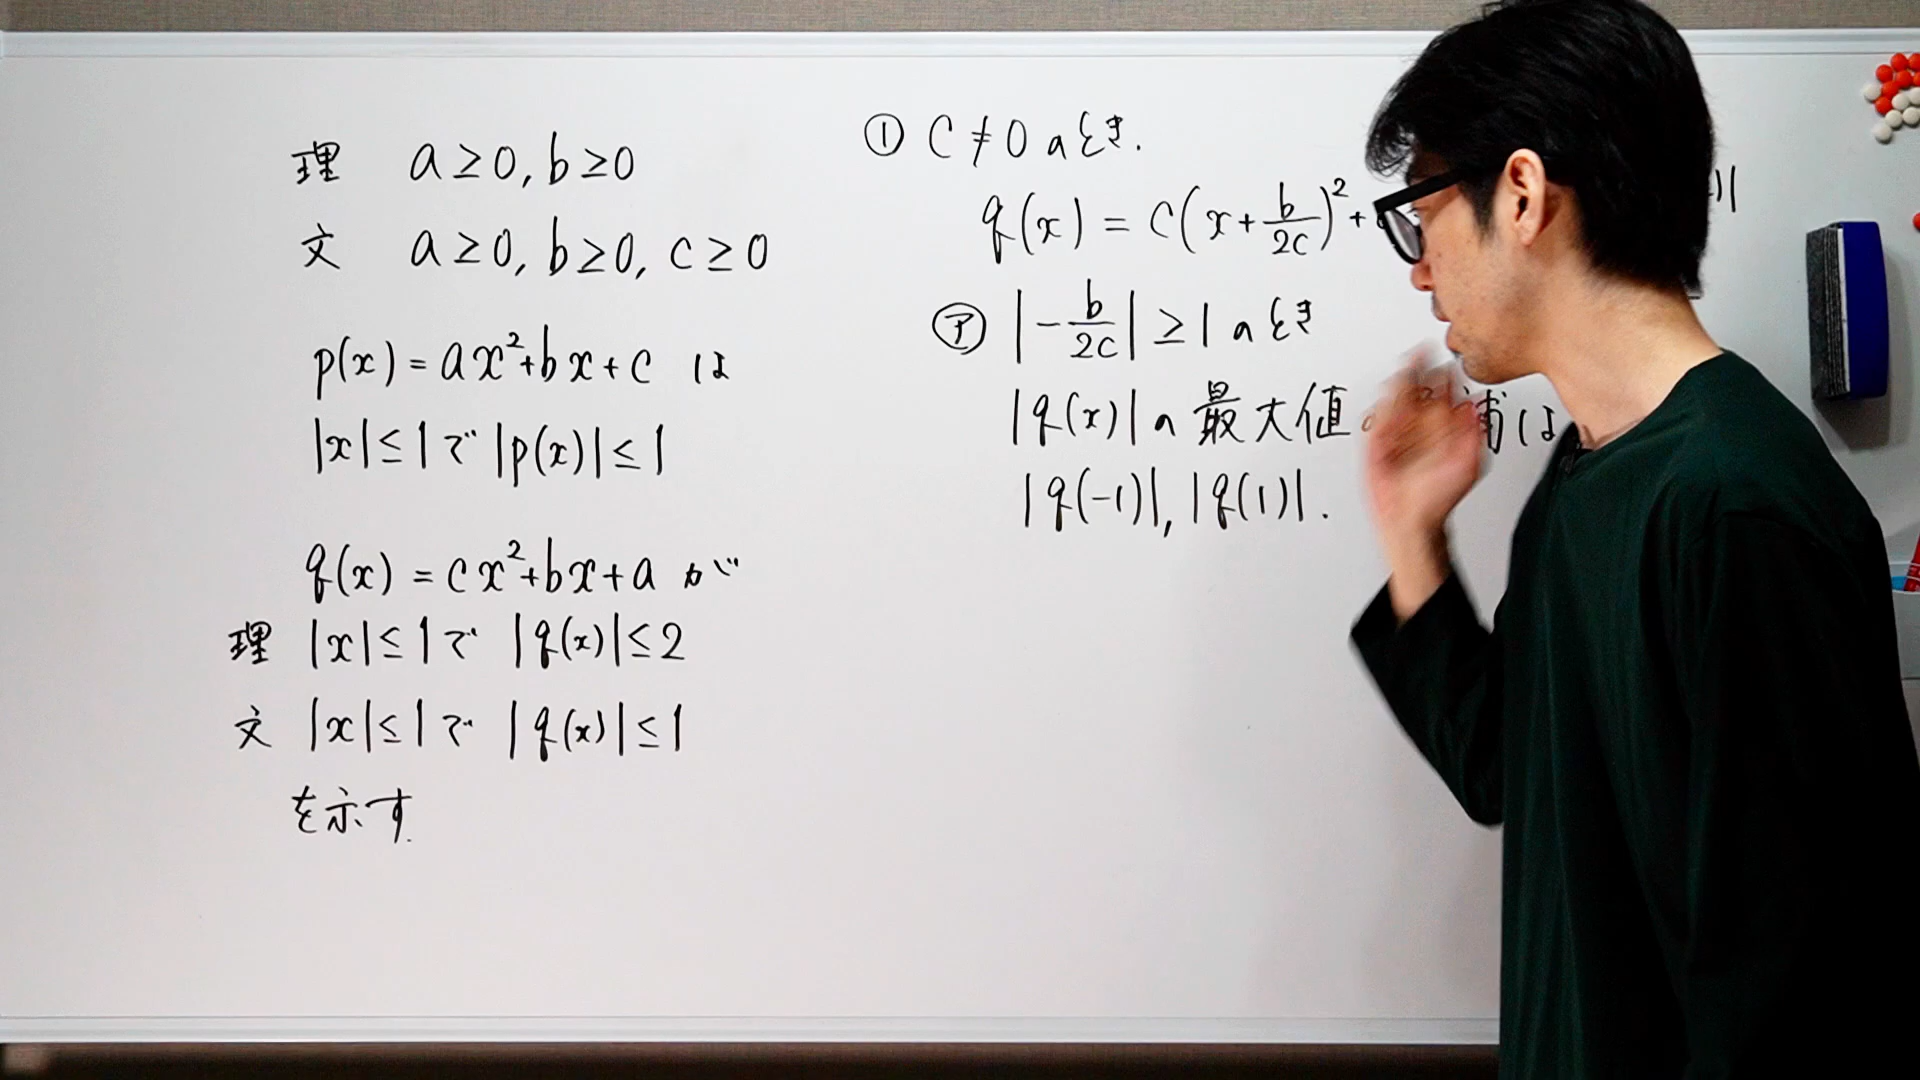 理 a≥0, b≥0
文 a≥0, b≥0, c≥0
p(x)=ax²+bx+c は
|x|≤1で|p(x)|≤1
q(x)=cx²+bx+a が
理 |x|≤1で |q(x)|≤2
文 |x|≤1で |q(x)|≤1
を示す.
① C≠0のとき.
q(x)=c(x+b/2c)²+
㋐ |-b/2c|≥1のとき
|q(x)|の最大値 補は
|q(-1)|, |q(1)|.